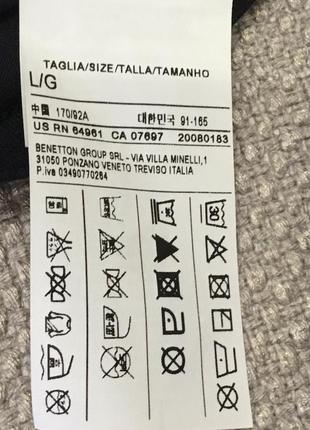 TAGLIA/SIZE/TALLA/TAMANHO
L/G
中国 170/92A 대한민국 91-165
US RN 64961 CA 07697 20080183
BENETTON GROUP SRL - VIA VILLA MINELLI,1
31050 PONZANO VENETO TREVISO ITALIA
P.iva 03490770264
30